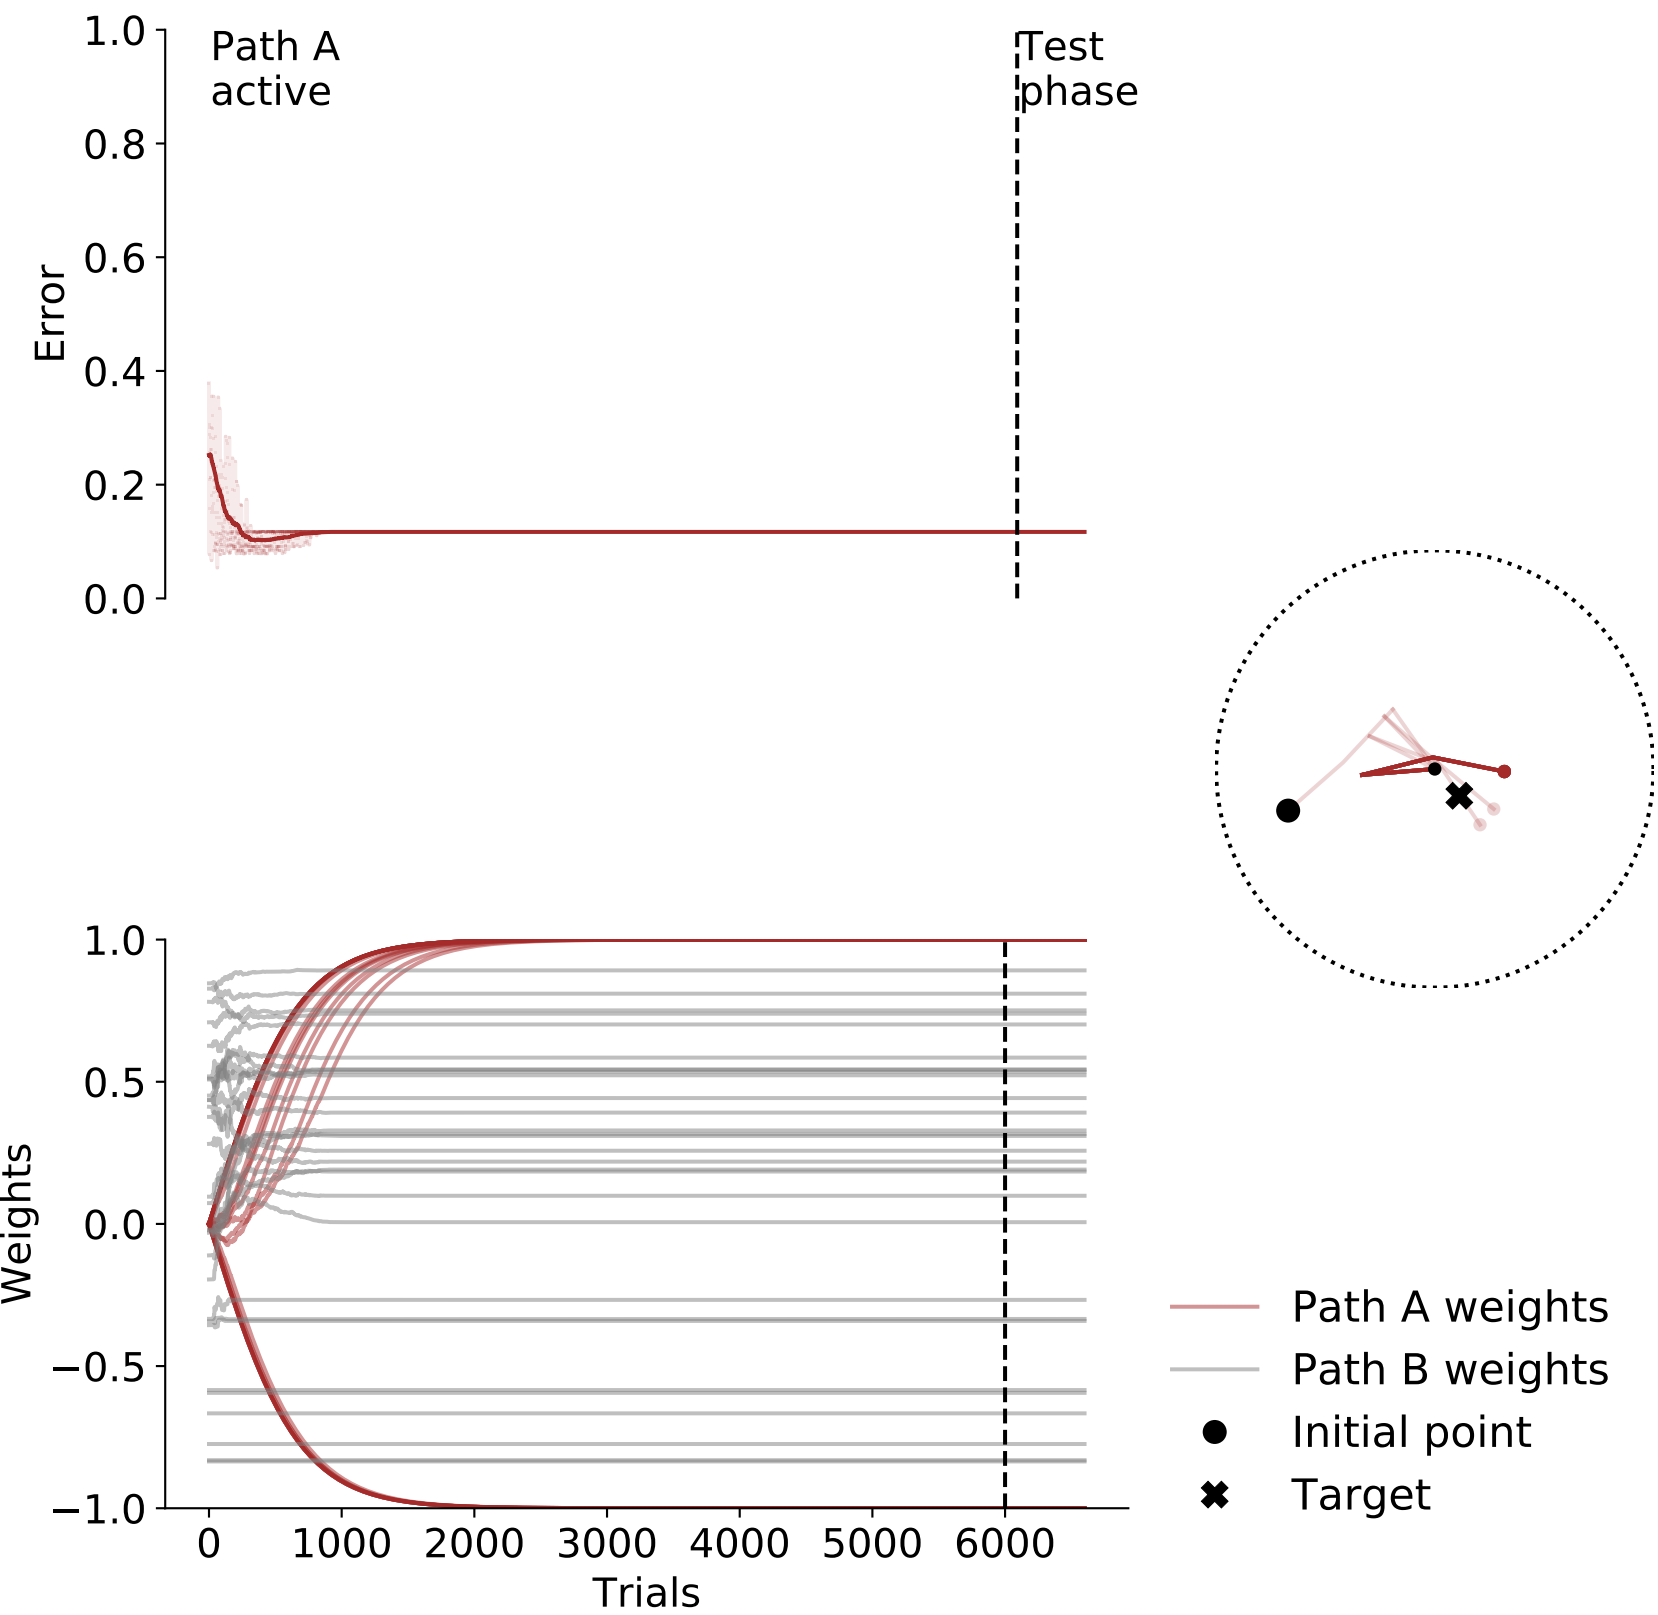 Path A
active
Test
phase
1.0
0.8
0.6
0.4
0.2
0.0
Error
1.0
0.5
0.0
−0.5
−1.0
Weights
0 1000 2000 3000 4000 5000 6000
Trials
Path A weights
Path B weights
Initial point
Target